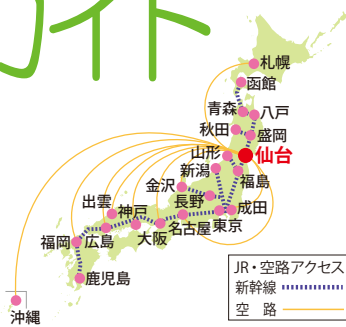 ガイト
札幌
函館
青森
八戸
秋田
盛岡
山形
仙台
新潟
福島
金沢
長野
成田
出雲
神戸
東京
名古屋
福岡
広島
大阪
鹿児島
沖縄
JR・空路アクセス
新幹線
空 路